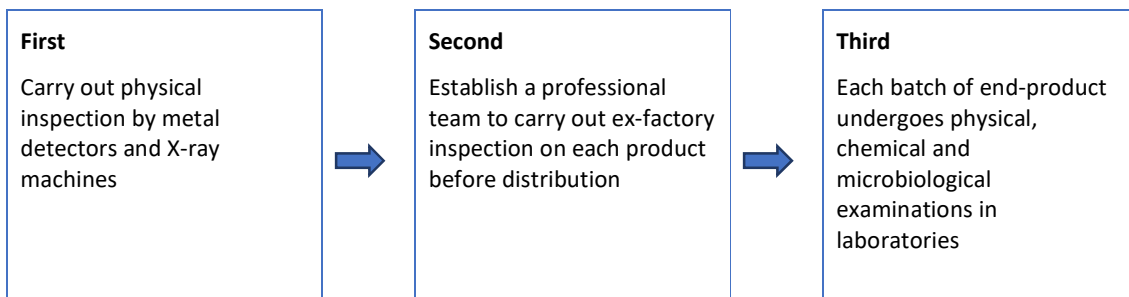 First
Carry out physical
inspection by metal
detectors and X-ray
machines
Second
Establish a professional
team to carry out ex-factory
inspection on each product
before distribution
Third
Each batch of end-product
undergoes physical,
chemical and
microbiological
examinations in
laboratories